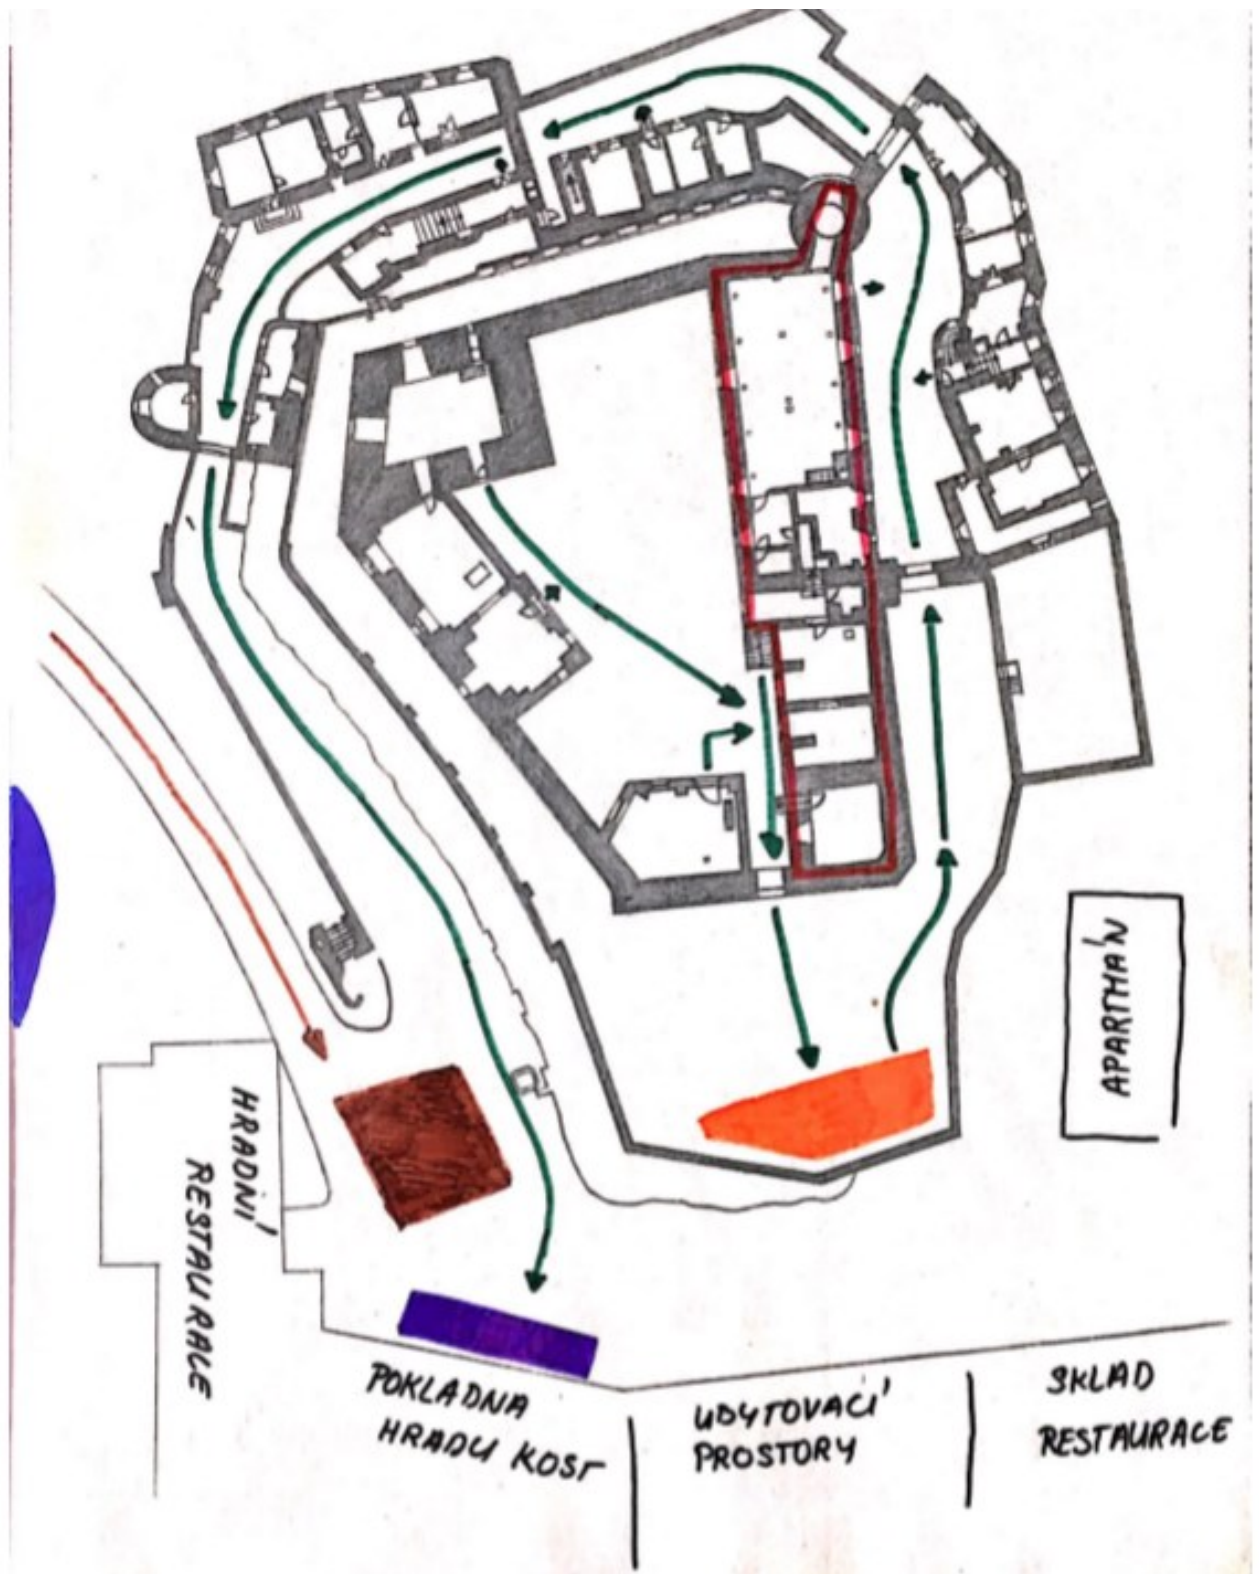 APARTMÁN
HRADNÍ
RESTAURACE
POKLADNA
HRADU KOST
UBYTOVACÍ
PROSTORY
SKLAD
RESTAURACE